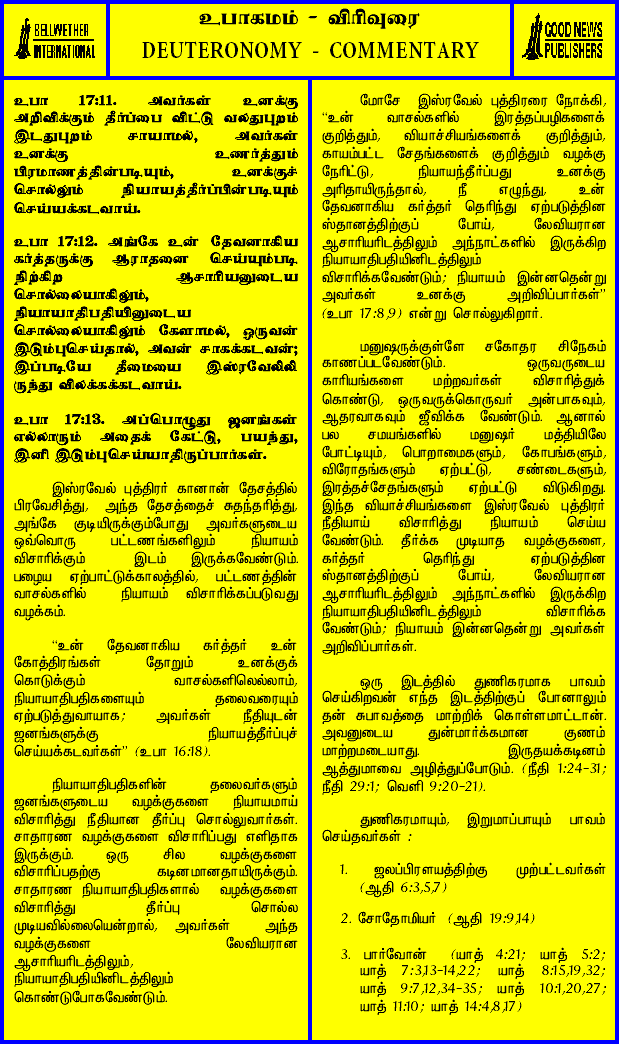 BELLWETHER
INTERNATIONAL
உபாகமம் - விரிவுரை
DEUTERONOMY - COMMENTARY
GOOD NEWS
PUBLISHERS
உபா 17:11. அவர்கள் உனக்கு
அறிவிக்கும் தீர்ப்பை விட்டு வலதுபுறம்
இடதுபுறம் சாயாமல், அவர்கள்
உனக்கு உணர்த்தும்
பிரமாணத்தின்படியும், உனக்குச்
சொல்லும் நியாயத்தீர்ப்பின்படியும்
செய்யக்கடவாய்.
உபா 17:12. அங்கே உன் தேவனாகிய
கர்த்தருக்கு ஆராதனை செய்யும்படி
நிற்கிற ஆசாரியனுடைய
சொல்லையாகிலும்,
நியாயாதிபதியினுடைய
சொல்லையாகிலும் கேளாமல், ஒருவன்
இடும்புசெய்தால், அவன் சாகக்கடவன்;
இப்படியே தீமையை இஸ்ரவேலிலி
ருந்து விலக்கக்கடவாய்.
உபா 17:13. அப்பொழுது ஜனங்கள்
எல்லாரும் அதைக் கேட்டு, பயந்து,
இனி இடும்புசெய்யாதிருப்பார்கள்.
இஸ்ரவேல் புத்திரர் கானான் தேசத்தில்
பிரவேசித்து, அந்த தேசத்தைச் சுதந்தரித்து,
அங்கே குடியிருக்கும்போது அவர்களுடைய
ஒவ்வொரு பட்டணங்களிலும் நியாயம்
விசாரிக்கும் இடம் இருக்கவேண்டும்.
பழைய ஏற்பாட்டுக்காலத்தில், பட்டணத்தின்
வாசல்களில் நியாயம் விசாரிக்கப்படுவது
வழக்கம்.
“உன் தேவனாகிய கர்த்தர் உன்
கோத்திரங்கள் தோறும் உனக்குக்
கொடுக்கும் வாசல்களிலெல்லாம்,
நியாயாதிபதிகளையும் தலைவரையும்
ஏற்படுத்துவாயாக; அவர்கள் நீதியுடன்
ஜனங்களுக்கு நியாயத்தீர்ப்புச்
செய்யக்கடவர்கள்” (உபா 16:18).
நியாயாதிபதிகளின் தலைவர்களும்
ஜனங்களுடைய வழக்குகளை நியாயமாய்
விசாரித்து நீதியான தீர்ப்பு சொல்லுவார்கள்.
சாதாரண வழக்குகளை விசாரிப்பது எளிதாக
இருக்கும். ஒரு சில வழக்குகளை
விசாரிப்பதற்கு கடினமானதாயிருக்கும்.
சாதாரண நியாயாதிபதிகளால் வழக்குகளை
விசாரித்து தீர்ப்பு சொல்ல
முடியவில்லையென்றால், அவர்கள் அந்த
வழக்குகளை லேவியரான
ஆசாரியரிடத்திலும்,
நியாயாதிபதியினிடத்திலும்
கொண்டுபோகவேண்டும்.
மோசே இஸ்ரவேல் புத்திரரை நோக்கி,
“உன் வாசல்களில் இரத்தப்பழிகளைக்
குறித்தும், வியாச்சியங்களைக் குறித்தும்,
காயம்பட்ட சேதங்களைக் குறித்தும் வழக்கு
நேரிட்டு, நியாயந்தீர்ப்பது உனக்கு
அரிதாயிருந்தால், நீ எழுந்து, உன்
தேவனாகிய கர்த்தர் தெரிந்து ஏற்படுத்தின
ஸ்தானத்திற்குப் போய், லேவியரான
ஆசாரியரிடத்திலும் அந்நாட்களில் இருக்கிற
நியாயாதிபதியினிடத்திலும்
விசாரிக்கவேண்டும்; நியாயம் இன்னதென்று
அவர்கள் உனக்கு அறிவிப்பார்கள்”
(உபா 17:8,9) என்று சொல்லுகிறார்.
மனுஷருக்குள்ளே சகோதர சிநேகம்
காணப்படவேண்டும். ஒருவருடைய
காரியங்களை மற்றவர்கள் விசாரித்துக்
கொண்டு, ஒருவருக்கொருவர் அன்பாகவும்,
ஆதரவாகவும் ஜீவிக்க வேண்டும். ஆனால்
பல சமயங்களில் மனுஷர் மத்தியிலே
போட்டியும், பொறாமைகளும், கோபங்களும்,
விரோதங்களும் ஏற்பட்டு, சண்டைகளும்,
இரத்தச்சேதங்களும் ஏற்பட்டு விடுகிறது.
இந்த வியாச்சியங்களை இஸ்ரவேல் புத்திரர்
நீதியாய் விசாரித்து நியாயம் செய்ய
வேண்டும். தீர்க்க முடியாத வழக்குகளை,
கர்த்தர் தெரிந்து ஏற்படுத்தின
ஸ்தானத்திற்குப் போய், லேவியரான
ஆசாரியரிடத்திலும் அந்நாட்களில் இருக்கிற
நியாயாதிபதியினிடத்திலும் விசாரிக்க
வேண்டும்; நியாயம் இன்னதென்று அவர்கள்
அறிவிப்பார்கள்.
ஒரு இடத்தில் துணிகரமாக பாவம்
செய்கிறவன் எந்த இடத்திற்குப் போனாலும்
தன் சுபாவத்தை மாற்றிக் கொள்ளமாட்டான்.
அவனுடைய துன்மார்க்கமான குணம்
மாற்றமடையாது. இருதயக்கடினம்
ஆத்துமாவை அழித்துப்போடும். (நீதி 1:24-31;
நீதி 29:1; வெளி 9:20-21).
துணிகரமாயும், இறுமாப்பாயும் பாவம்
செய்தவர்கள் :
1. ஜலப்பிரளயத்திற்கு முற்பட்டவர்கள்
(ஆதி 6:3,5,7)
2. சோதோமியர் (ஆதி 19:9,14)
3. பார்வோன் (யாத் 4:21; யாத் 5:2;
யாத் 7:3,13-14,22; யாத் 8:15,19,32;
யாத் 9:7,12,34-35; யாத் 10:1,20,27;
யாத் 11:10; யாத் 14:4,8,17)